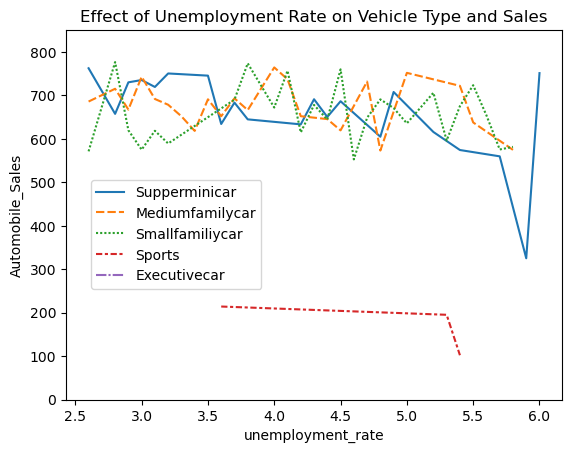 Effect of Unemployment Rate on Vehicle Type and Sales
Automobile_Sales
800
700
600
500
400
300
200
100
0
Supperminicar
Mediumfamilycar
Smallfamiliycar
Sports
Executivecar
2.5 3.0 3.5 4.0 4.5 5.0 5.5 6.0
unemployment_rate